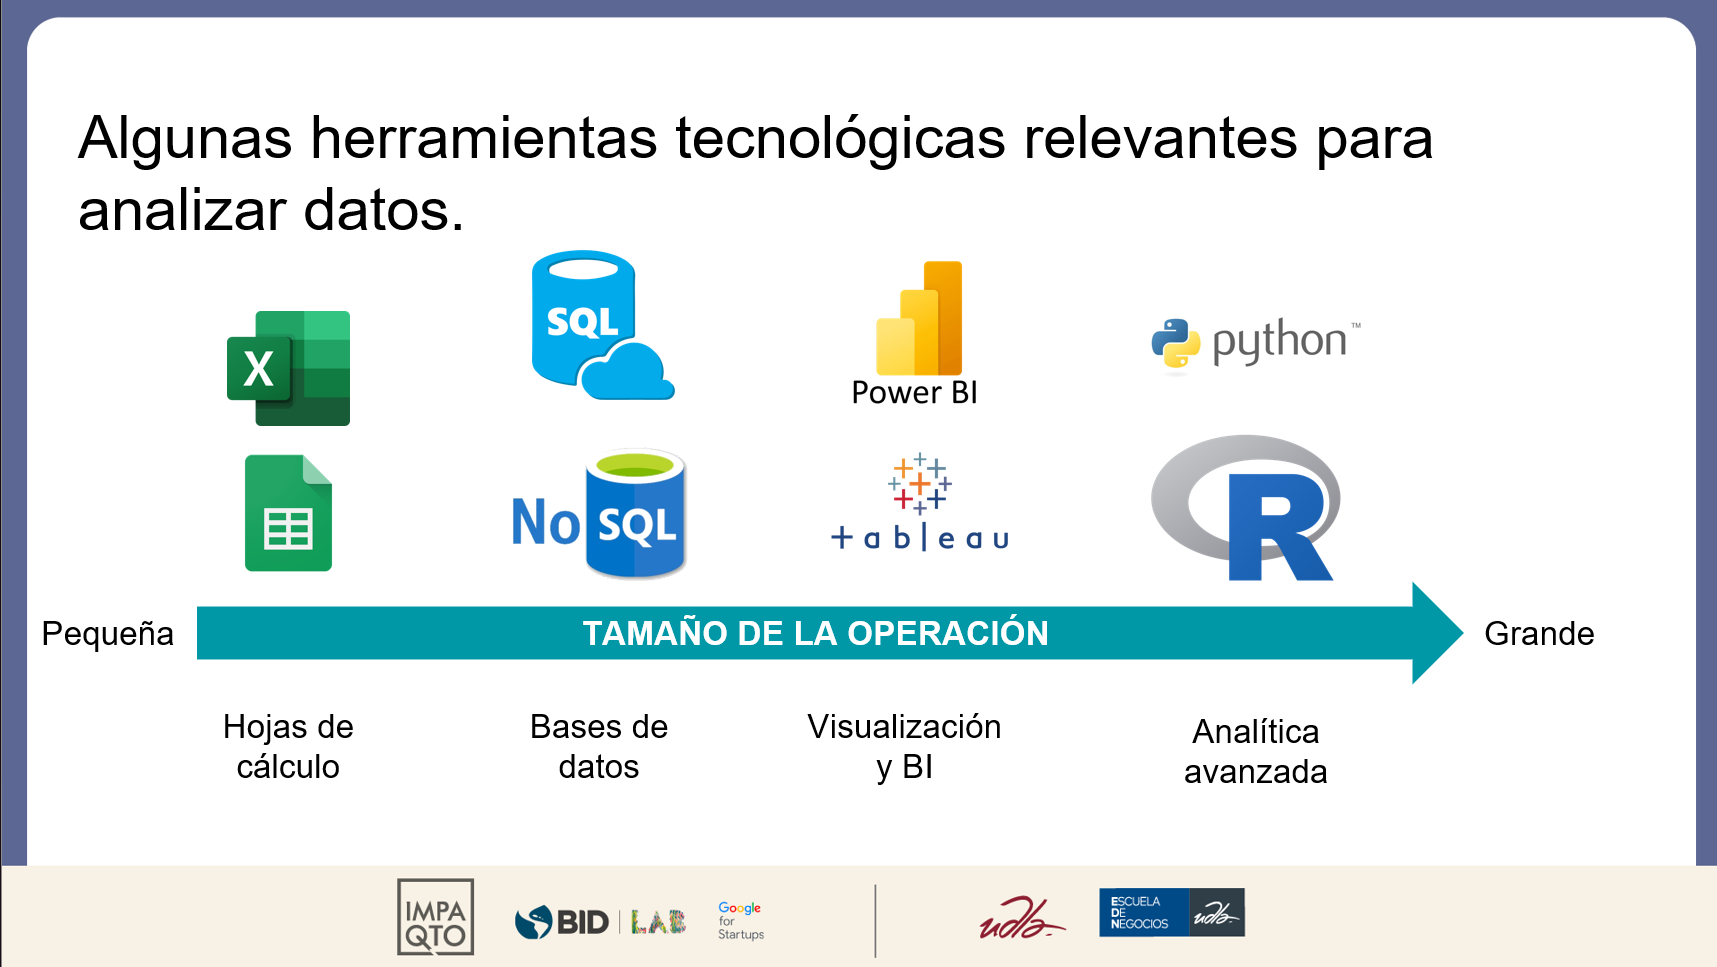 Algunas herramientas tecnológicas relevantes para
analizar datos.
X
SQL
Power BI
python™
No SQL
+ableau
R
Pequeña
TAMAÑO DE LA OPERACIÓN
Grande
Hojas de
cálculo
Bases de
datos
Visualización
y BI
Analítica
avanzada
IMPA
QTO
BID | LAB
Google
for
Startups
udla
ESCUELA
DE
NEGOCIOS
udla